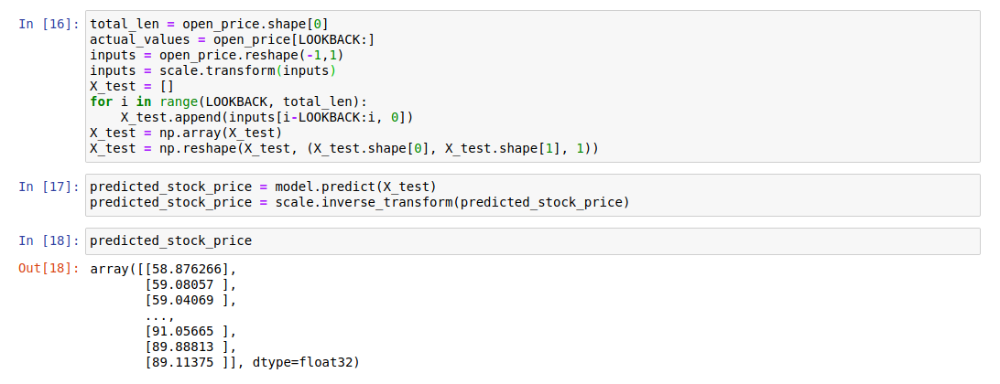 In [16]: total_len = open_price.shape[0]
actual_values = open_price[LOOKBACK:]
inputs = open_price.reshape(-1,1)
inputs = scale.transform(inputs)
X_test = []
for i in range(LOOKBACK, total_len):
    X_test.append(inputs[i-LOOKBACK:i, 0])
X_test = np.array(X_test)
X_test = np.reshape(X_test, (X_test.shape[0], X_test.shape[1], 1))
In [17]: predicted_stock_price = model.predict(X_test)
predicted_stock_price = scale.inverse_transform(predicted_stock_price)
In [18]: predicted_stock_price
Out[18]: array([[58.876266],
       [59.08057 ],
       [59.04069 ],
       ...,
       [91.05665 ],
       [89.88813 ],
       [89.11375 ]], dtype=float32)